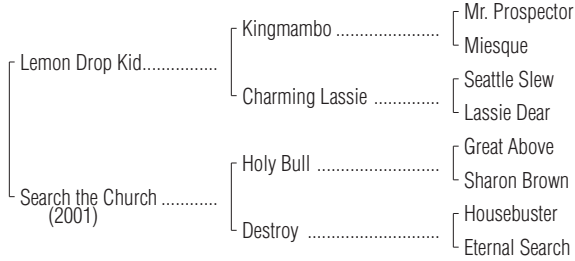 Mr. Prospector
Kingmambo ......................
Miesque
Lemon Drop Kid...............
Seattle Slew
Charming Lassie ..............
Lassie Dear
Great Above
Holy Bull ..........................
Sharon Brown
Search the Church ...........
(2001)
Housebuster
Destroy ............................
Eternal Search